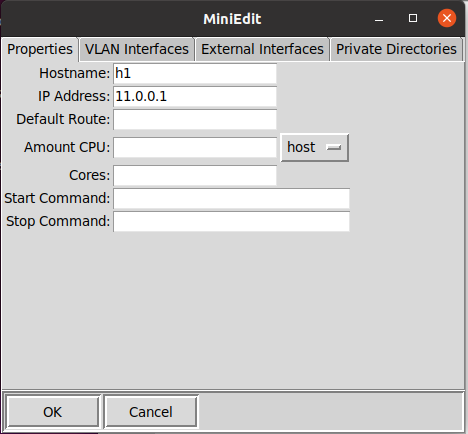 MiniEdit
Properties VLAN Interfaces External Interfaces Private Directories
Hostname: h1
IP Address: 11.0.0.1
Default Route:
Amount CPU: host
Cores:
Start Command:
Stop Command:
OK Cancel